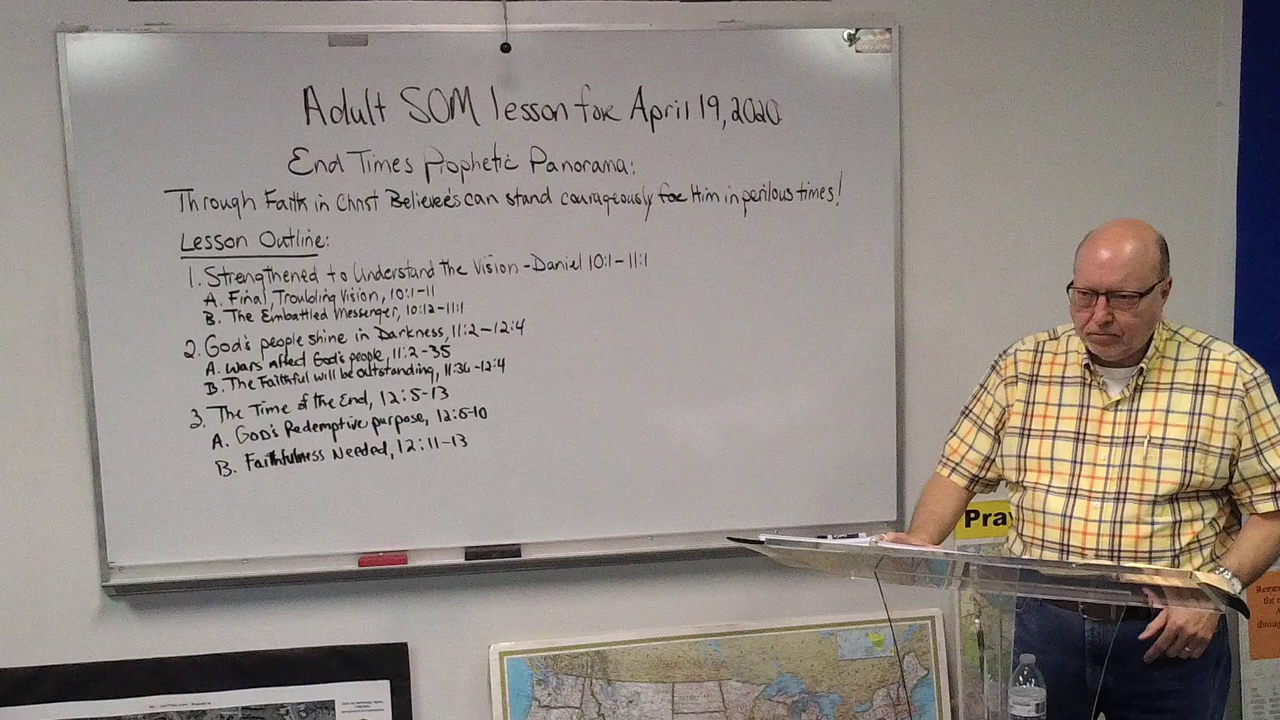 Adult SOM lesson for April 19, 2020
End Times Prophetic Panorama:
Through Faith in Christ Believers can stand courageously for Him in perilous times!
Lesson Outline:
1. Strengthened to Understand the Vision - Daniel 10:1-11:1
A. Final, Troubling Vision, 10:1-11
B. The Embattled Messenger, 10:12-11:1
2. God's people shine in Darkness, 11:2-12:4
A. Wars affect God's people, 11:2-35
B. The Faithful will be outstanding, 11:36-12:4
3. The Time of the End, 12:5-13
A. God's Redemptive purpose, 12:5-10
B. Faithfulness Needed, 12:11-13
Pra